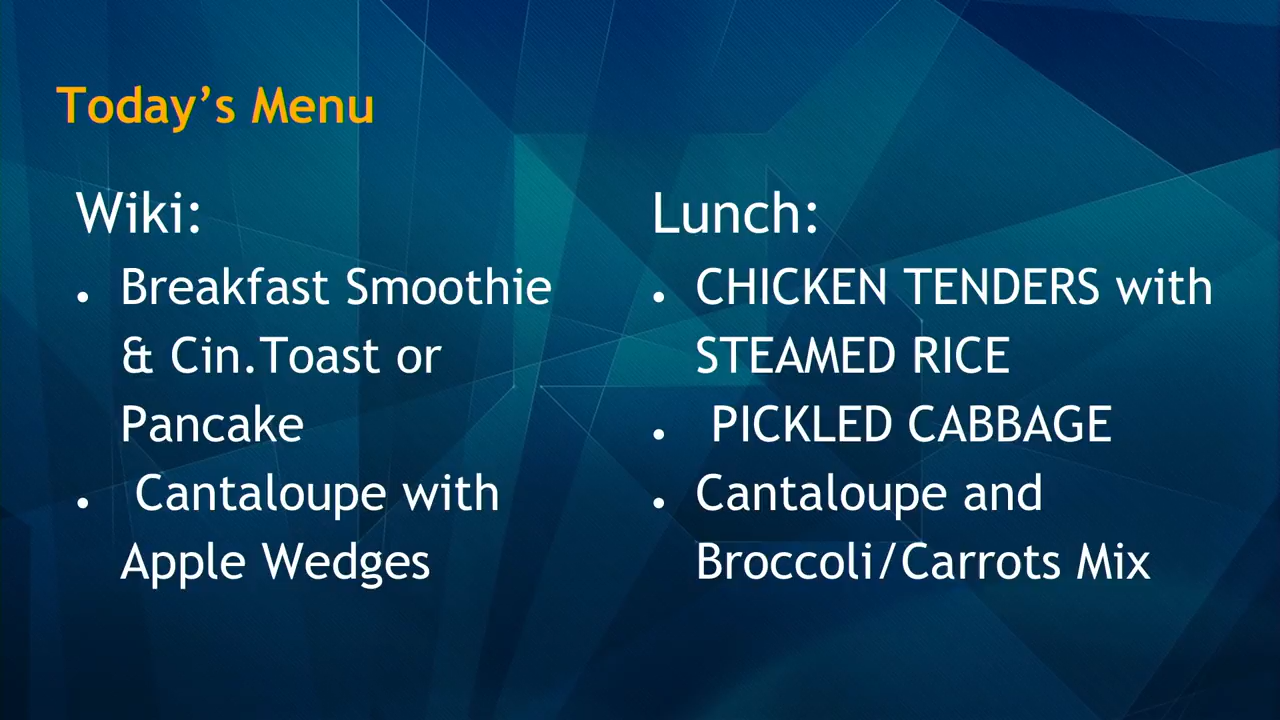 Today’s Menu
Wiki:
• Breakfast Smoothie
& Cin.Toast or
Pancake
• Cantaloupe with
Apple Wedges
Lunch:
• CHICKEN TENDERS with
STEAMED RICE
• PICKLED CABBAGE
• Cantaloupe and
Broccoli/Carrots Mix